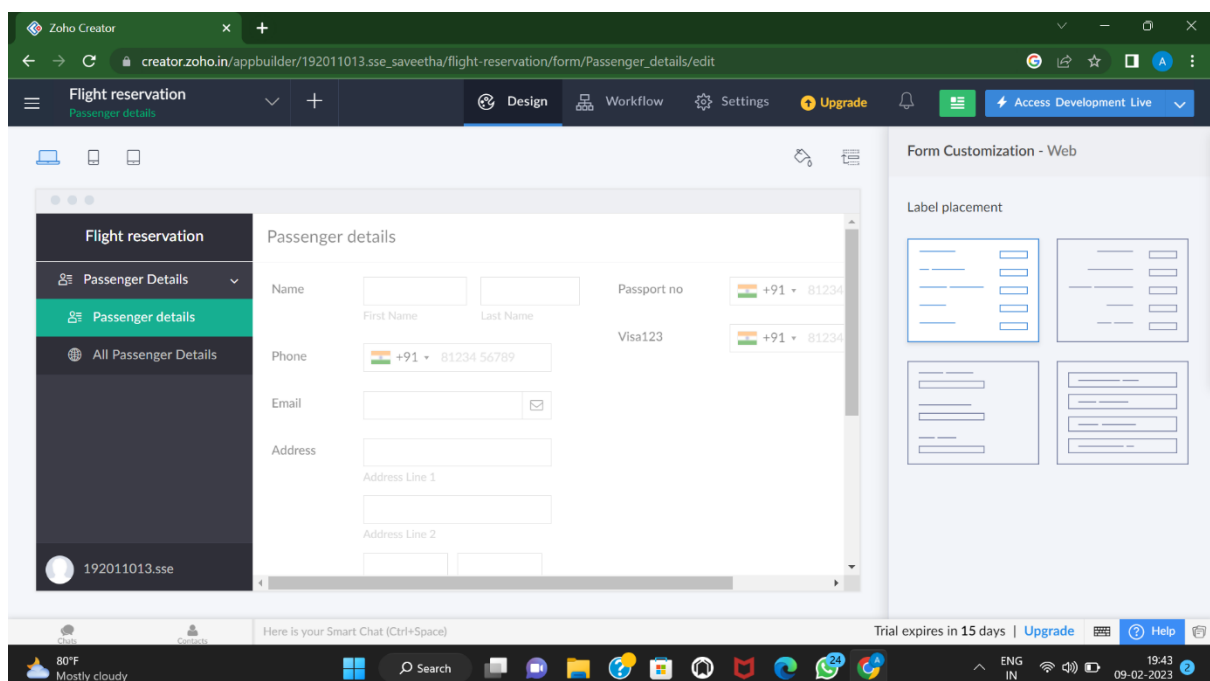 Zoho Creator
creator.zoho.in/appbuilder/192011013.sse_saveetha/flight-reservation/form/Passenger_details/edit
A
Flight reservation
Passenger details
Design
Workflow
Settings
Upgrade
Access Development Live
Form Customization - Web
Label placement
Flight reservation
Passenger details
Passenger Details
Passenger details
All Passenger Details
192011013.sse
Name
First Name
Last Name
Passport no
+91
81234
Visa123
+91
81234
Phone
+91
81234 56789
Email
Address
Address Line 1
Address Line 2
Chats
Contacts
Here is your Smart Chat (Ctrl+Space)
Trial expires in 15 days | Upgrade
Help
80°F
Mostly cloudy
Search
24
A
ENG
IN
19:43
09-02-2023
2